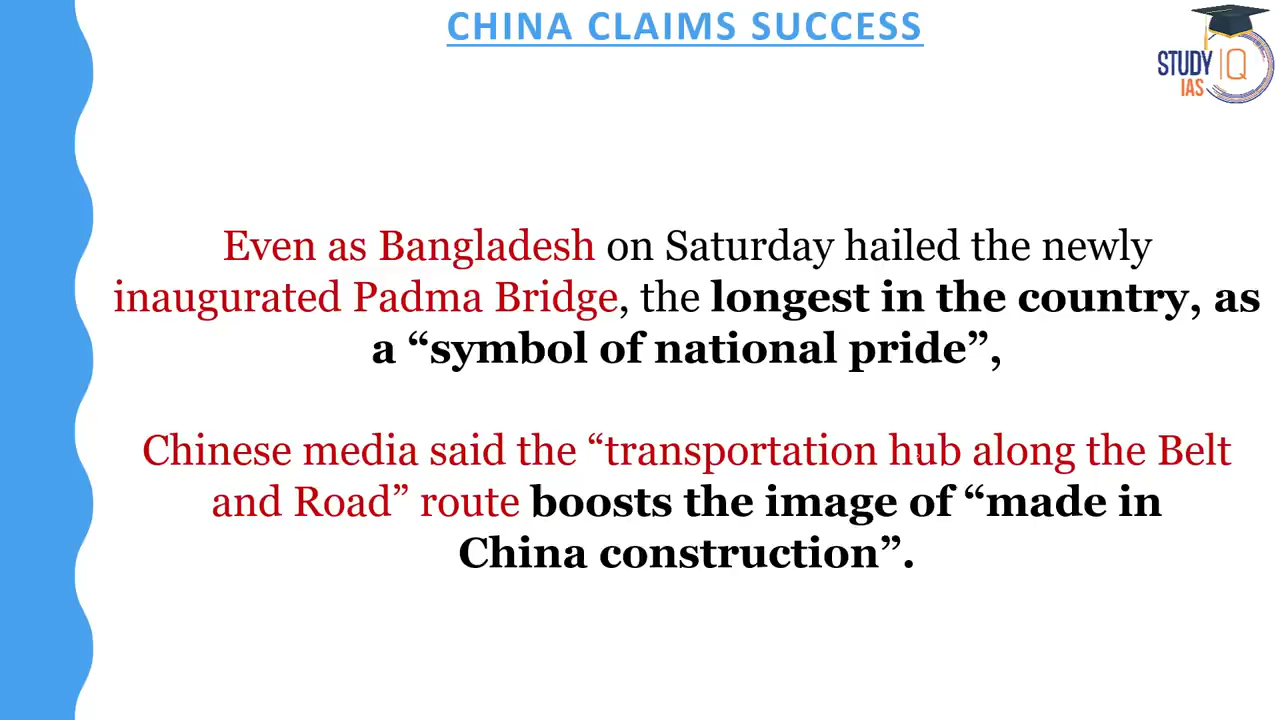 CHINA CLAIMS SUCCESS
STUDY IQ
IAS
Even as Bangladesh on Saturday hailed the newly
inaugurated Padma Bridge, the longest in the country, as
a “symbol of national pride”,
Chinese media said the “transportation hub along the Belt
and Road” route boosts the image of “made in
China construction”.